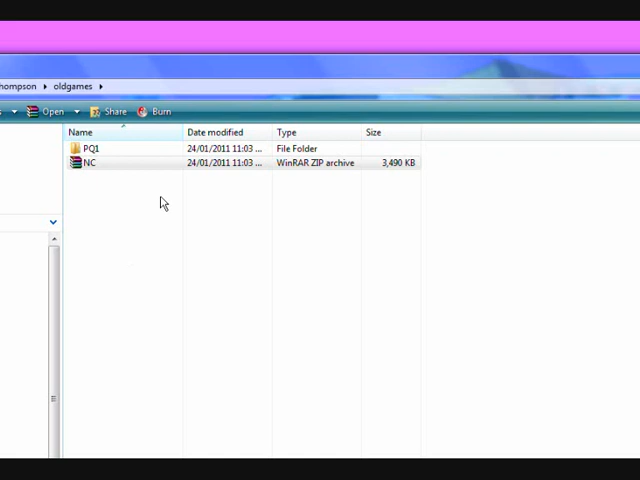 hompson ▸ oldgames ▸
Open Share Burn
Name Date modified Type Size
PQ1 24/01/2011 11:03 ... File Folder
NC 24/01/2011 11:03 ... WinRAR ZIP archive 3,490 KB